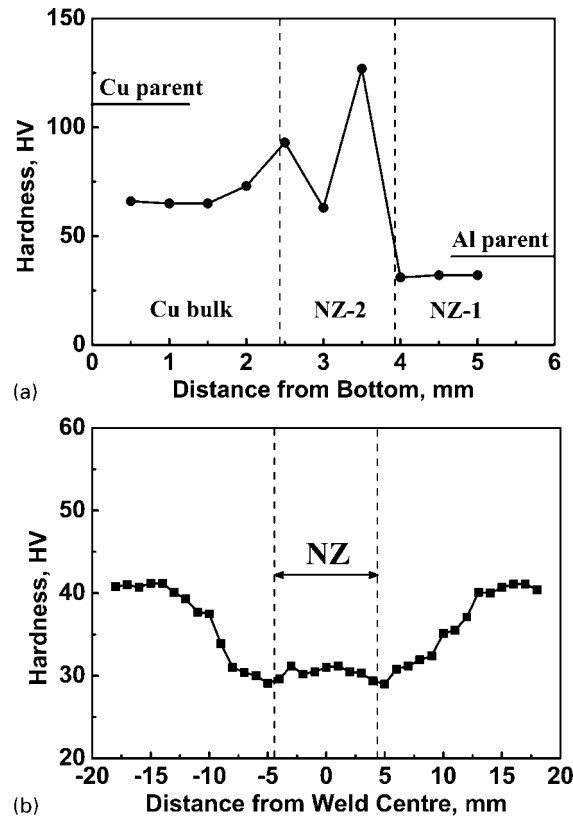 150
Cu parent
100
Hardness, HV
50
Al parent
Cu bulk
NZ-2
NZ-1
0
0 1 2 3 4 5 6
(a) Distance from Bottom, mm
60
50
NZ
Hardness, HV
40
30
20
-20 -15 -10 -5 0 5 10 15 20
(b) Distance from Weld Centre, mm